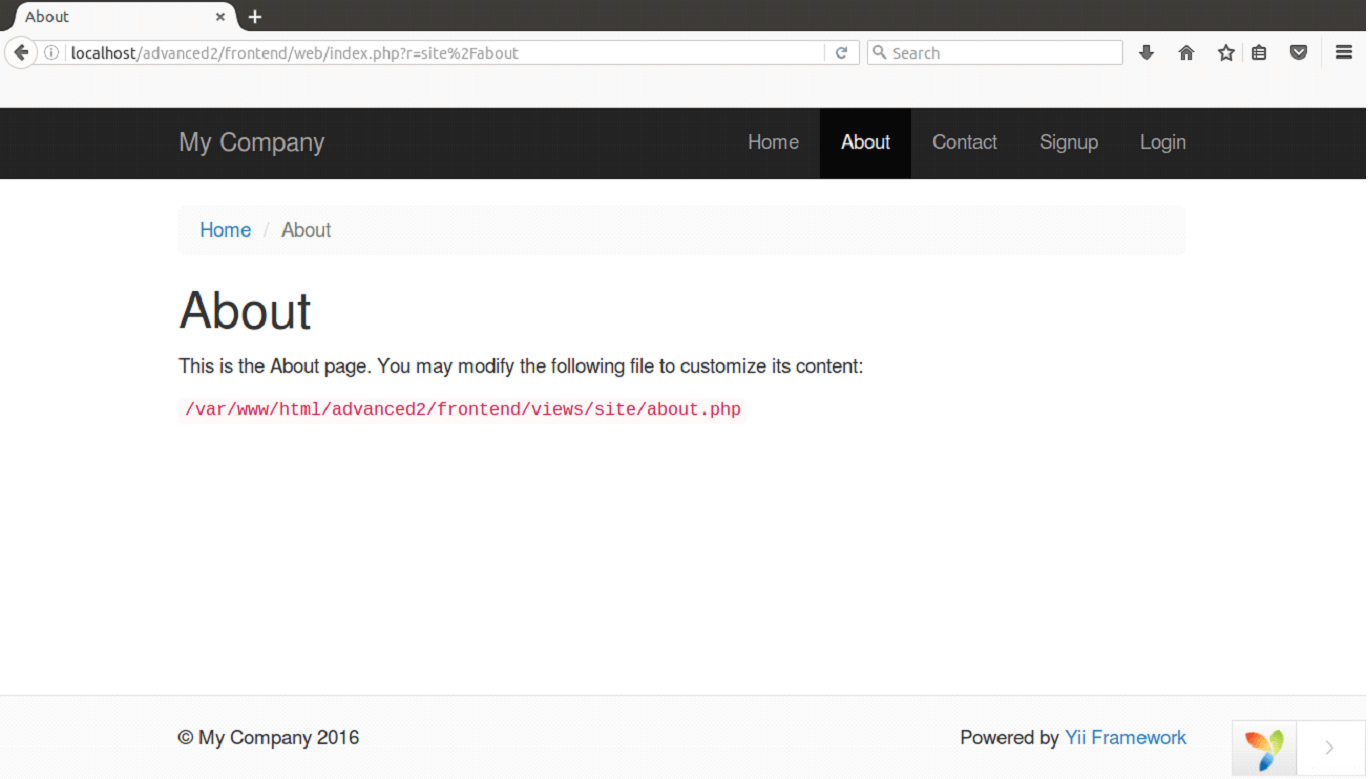 About
localhost/advanced2/frontend/web/index.php?r=site%2Fabout
Search
My Company
Home About Contact Signup Login
Home / About
About
This is the About page. You may modify the following file to customize its content:
/var/www/html/advanced2/frontend/views/site/about.php
© My Company 2016
Powered by Yii Framework